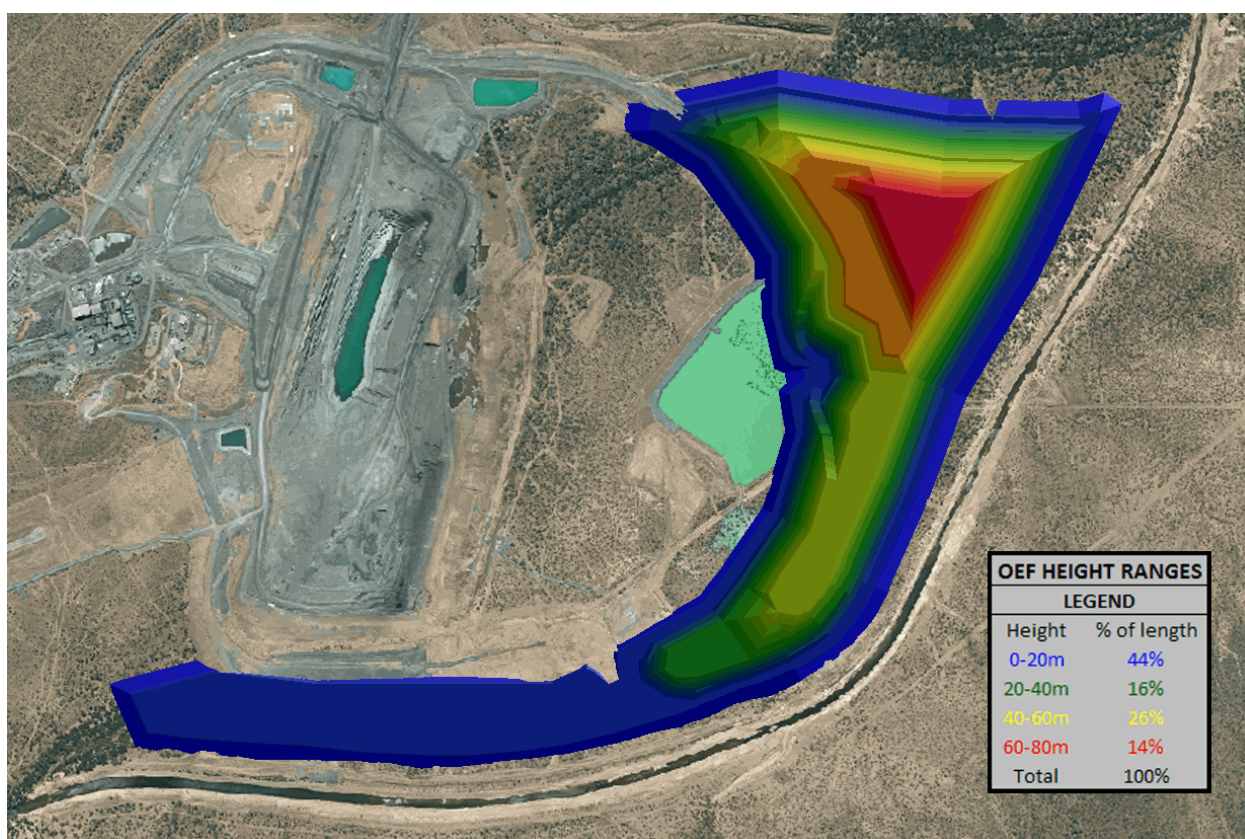 OEF HEIGHT RANGES
LEGEND
Height % of length
0-20m 44%
20-40m 16%
40-60m 26%
60-80m 14%
Total 100%